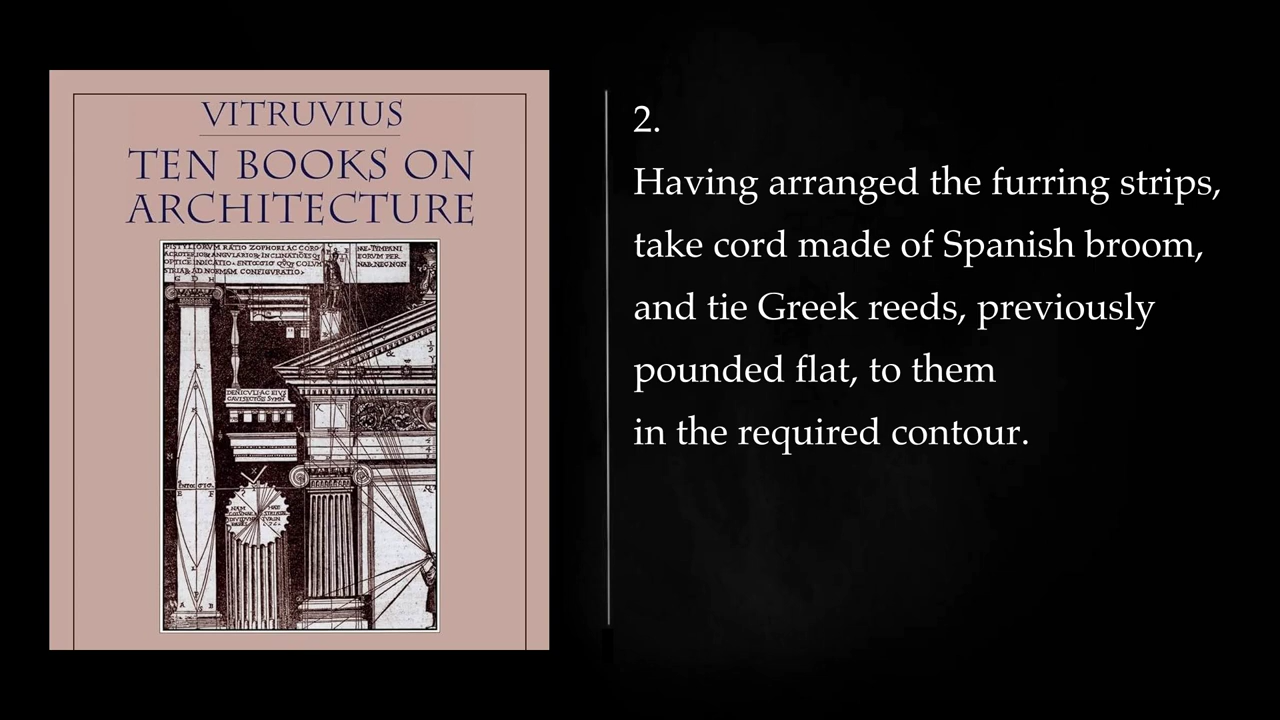 VITRUVIUS
TEN BOOKS ON
ARCHITECTURE
2.
Having arranged the furring strips,
take cord made of Spanish broom,
and tie Greek reeds, previously
pounded flat, to them
in the required contour.